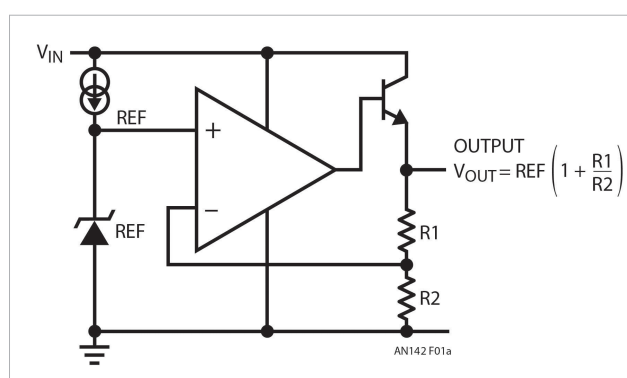 VIN
REF
+
−
REF
OUTPUT
VOUT = REF (1 + R1/R2)
R1
R2
AN142 F01a